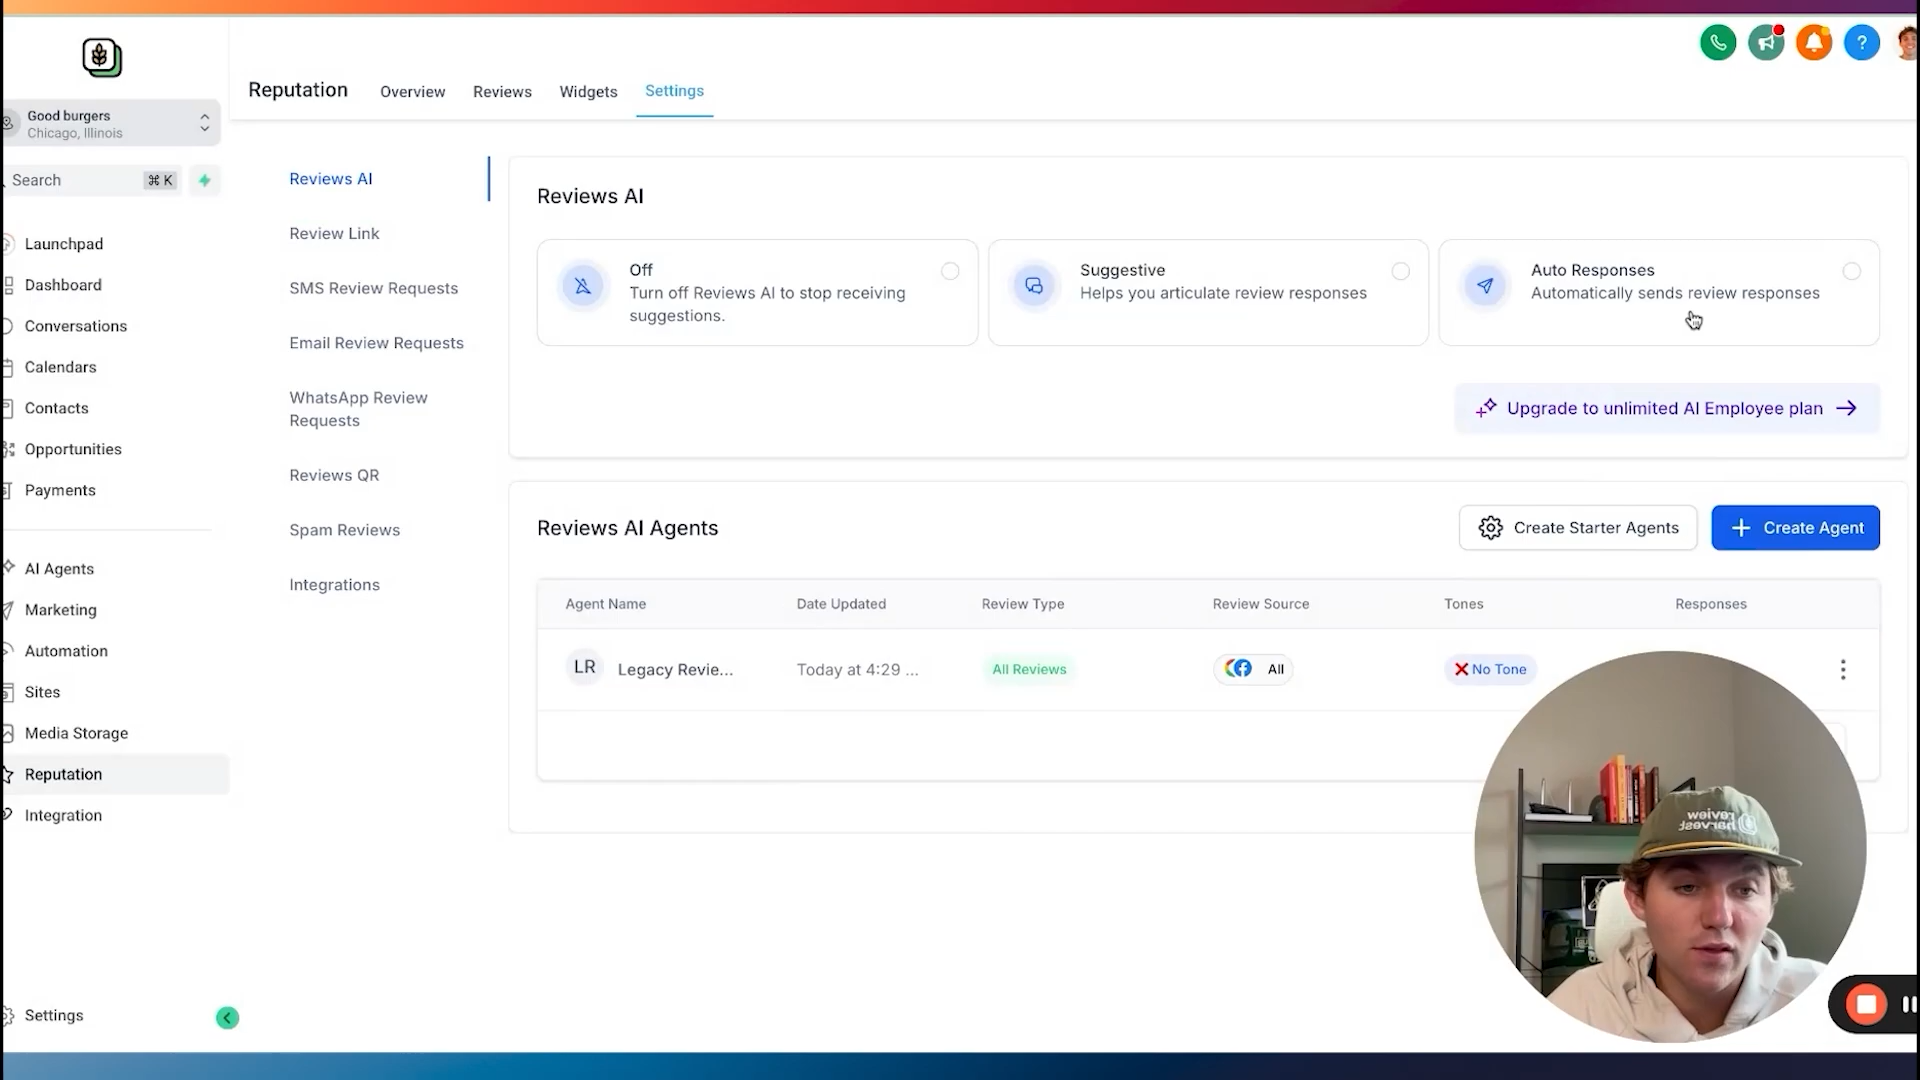 Good burgers
Chicago, Illinois
Search
⌘ K
Launchpad
Dashboard
Conversations
Calendars
Contacts
Opportunities
Payments
AI Agents
Marketing
Automation
Sites
Media Storage
Reputation
Integration
Settings
Reputation
Overview
Reviews
Widgets
Settings
?
Reviews AI
Review Link
SMS Review Requests
Email Review Requests
WhatsApp Review
Requests
Reviews QR
Spam Reviews
Integrations
Reviews AI
Off
Turn off Reviews AI to stop receiving
suggestions.
Suggestive
Helps you articulate review responses
Auto Responses
Automatically sends review responses
Upgrade to unlimited AI Employee plan
Reviews AI Agents
Create Starter Agents
Create Agent
Agent Name
Date Updated
Review Type
Review Source
Tones
Responses
LR
Legacy Revie...
Today at 4:29 ...
All Reviews
All
No Tone
review
harvest